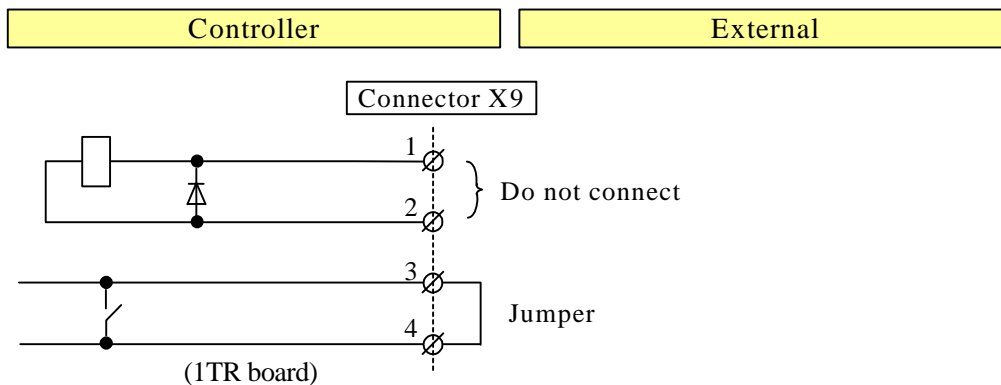 Controller
External
Connector X9
1
2
Do not connect
3
4
Jumper
(1TR board)